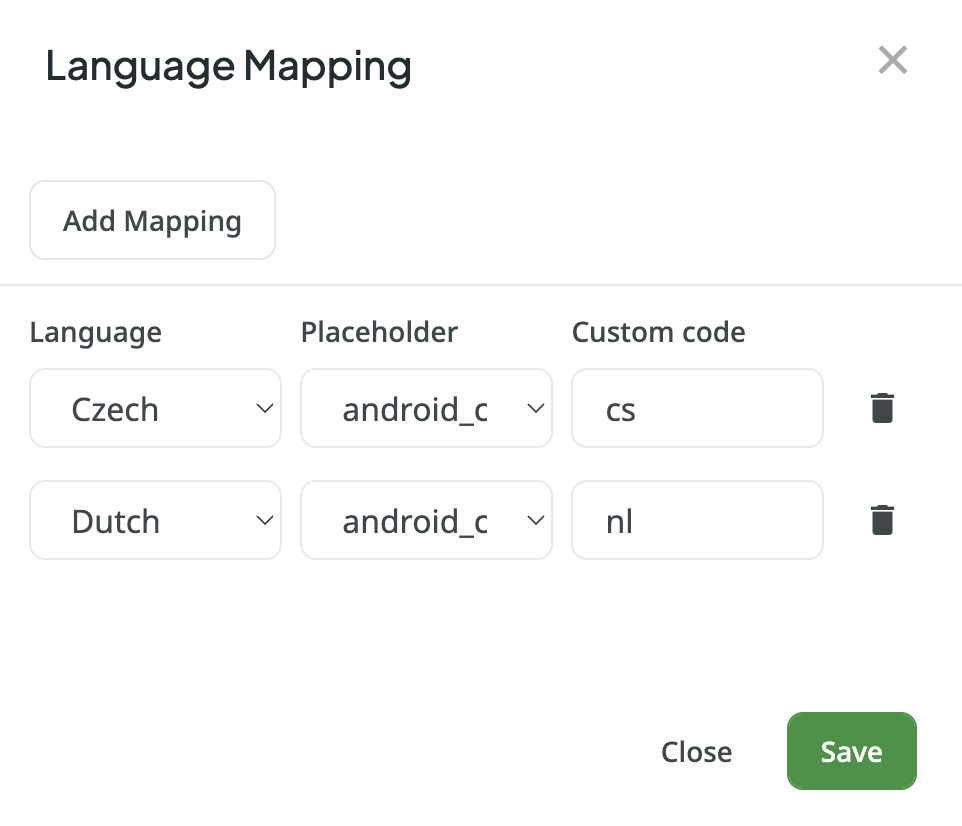 Language Mapping
Add Mapping
Language Placeholder Custom code
Czech android_c cs
Dutch android_c nl
Close Save